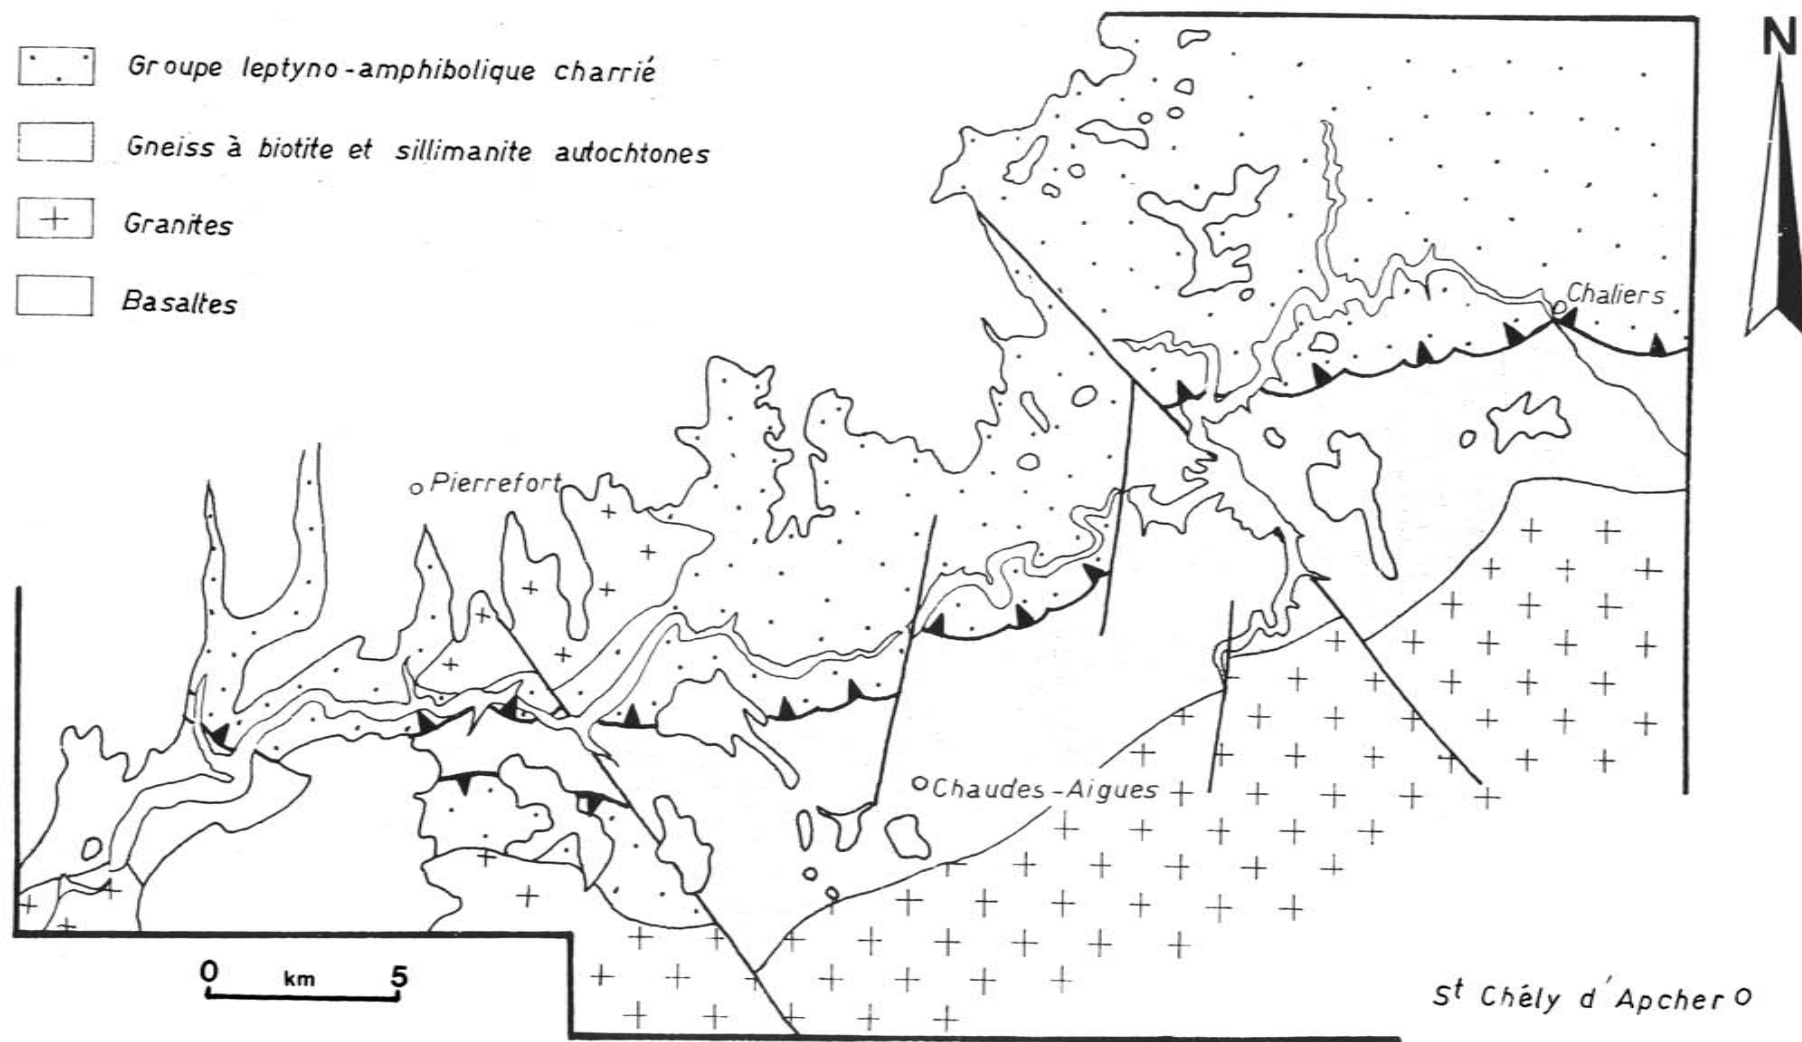 N
Groupe leptyno-amphibolique charrié
Gneiss à biotite et sillimanite autochtones
Granites
Basaltes
Chaliers
Pierrefort
Chaudes-Aigues
0 km 5
St Chély d'Apcher